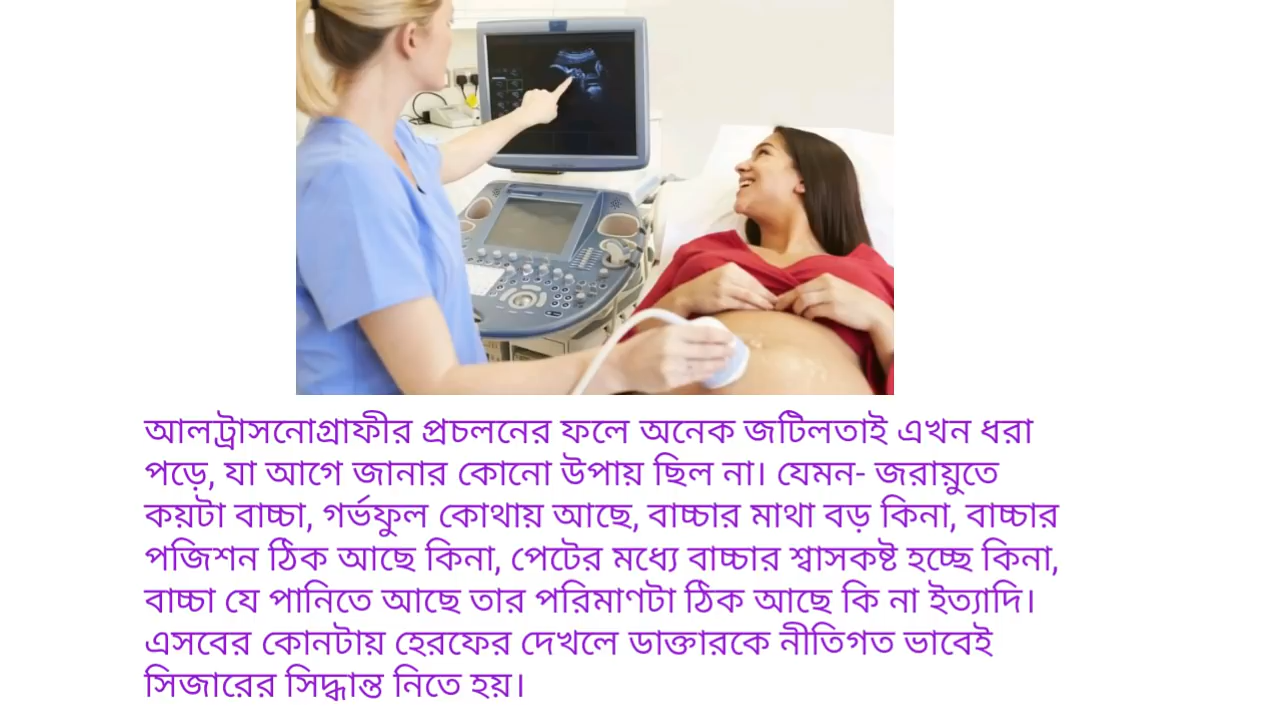 আলট্রাসনোগ্রাফীর প্রচলনের ফলে অনেক জটিলতাই এখন ধরা
পড়ে, যা আগে জানার কোনো উপায় ছিল না। যেমন- জরায়ুতে
কয়টা বাচ্চা, গর্ভফুল কোথায় আছে, বাচ্চার মাথা বড় কিনা, বাচ্চার
পজিশন ঠিক আছে কিনা, পেটের মধ্যে বাচ্চার শ্বাসকষ্ট হচ্ছে কিনা,
বাচ্চা যে পানিতে আছে তার পরিমাণটা ঠিক আছে কি না ইত্যাদি।
এসবের কোনটায় হেরফের দেখলে ডাক্তারকে নীতিগত ভাবেই
সিজারের সিদ্ধান্ত নিতে হয়।